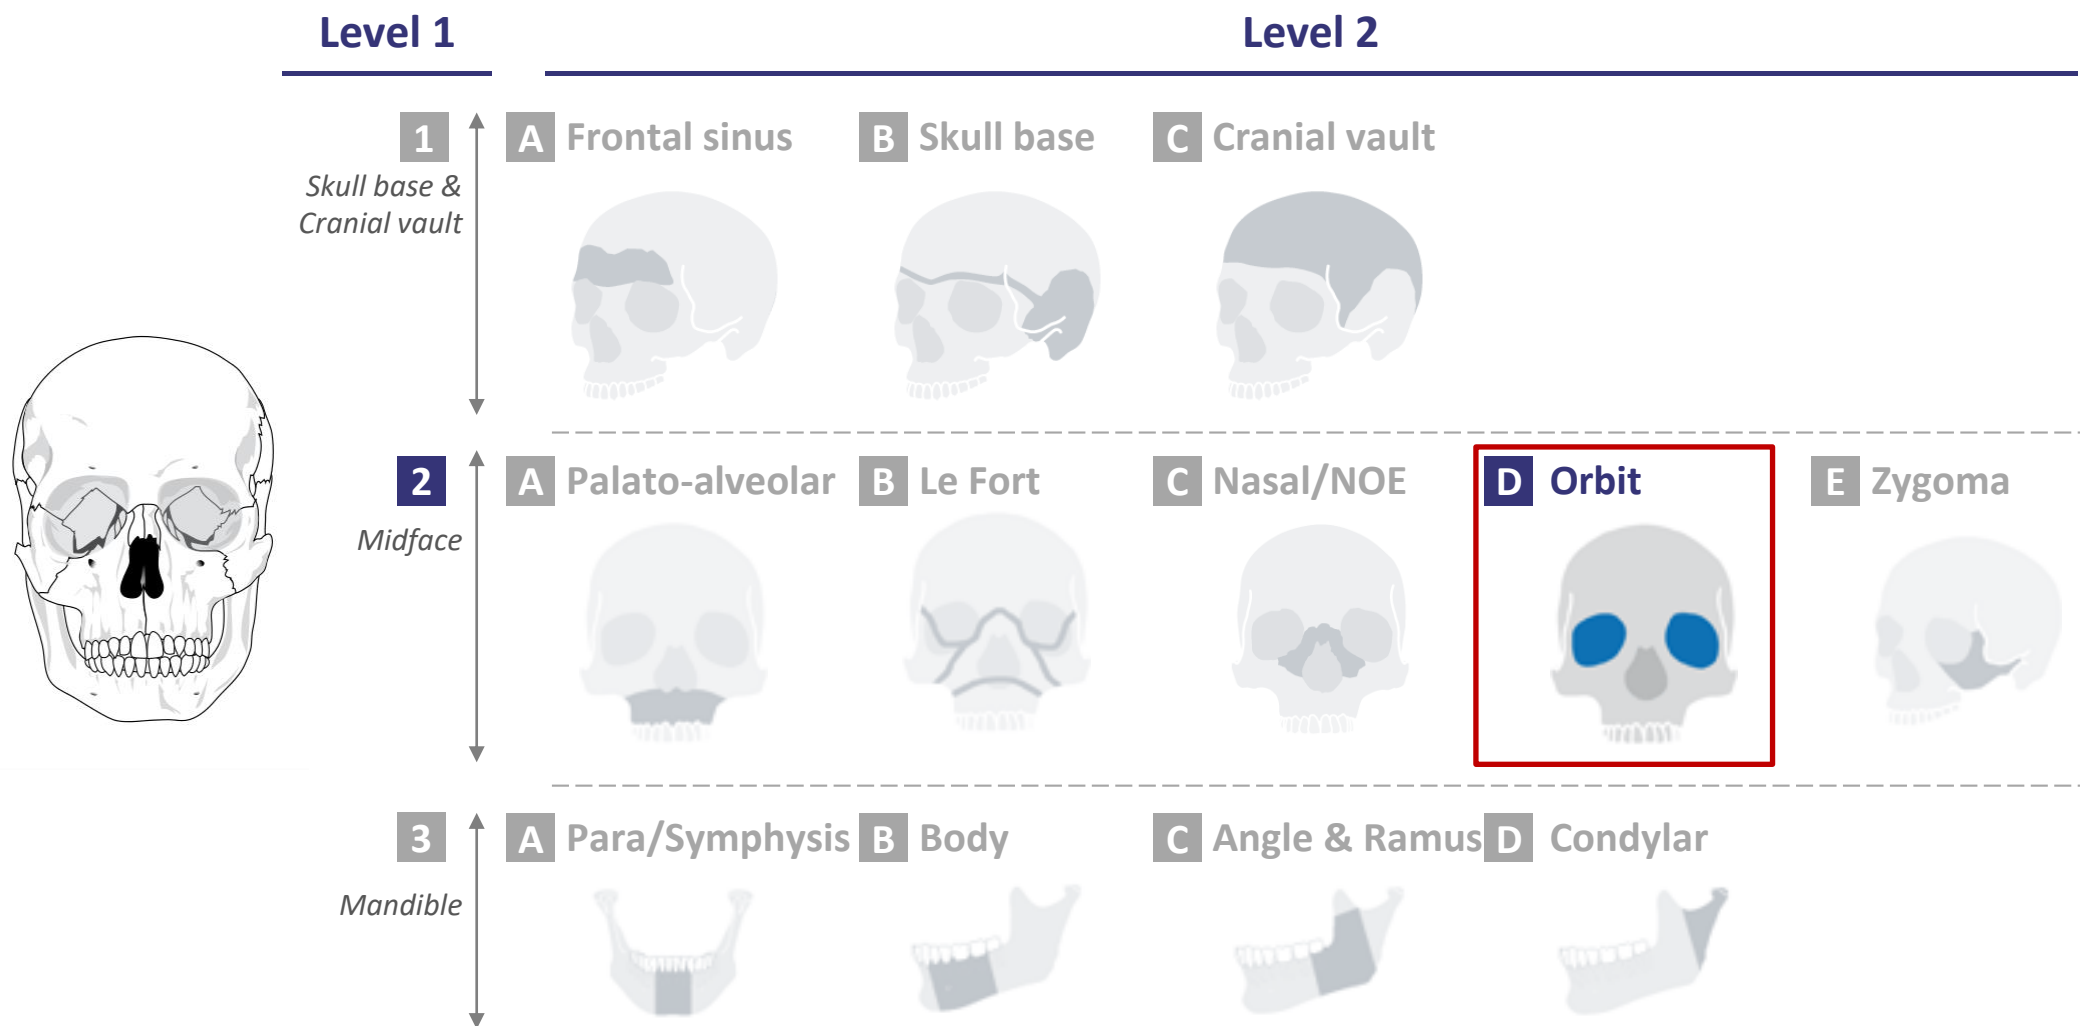 Level 1
Level 2
1
Skull base &
Cranial vault
A Frontal sinus
B Skull base
C Cranial vault
2
Midface
A Palato-alveolar
B Le Fort
C Nasal/NOE
D Orbit
E Zygoma
3
Mandible
A Para/Symphysis
B Body
C Angle & Ramus
D Condylar